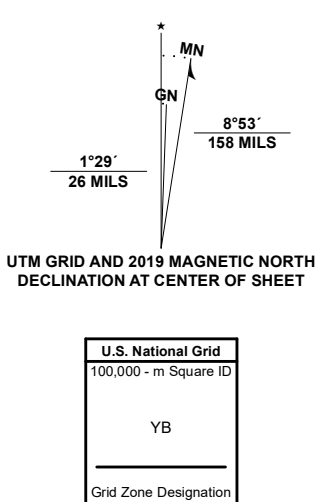 ★
MN
GN
8°53´
158 MILS
1°29´
26 MILS
UTM GRID AND 2019 MAGNETIC NORTH
DECLINATION AT CENTER OF SHEET
U.S. National Grid
100,000 - m Square ID
YB
Grid Zone Designation